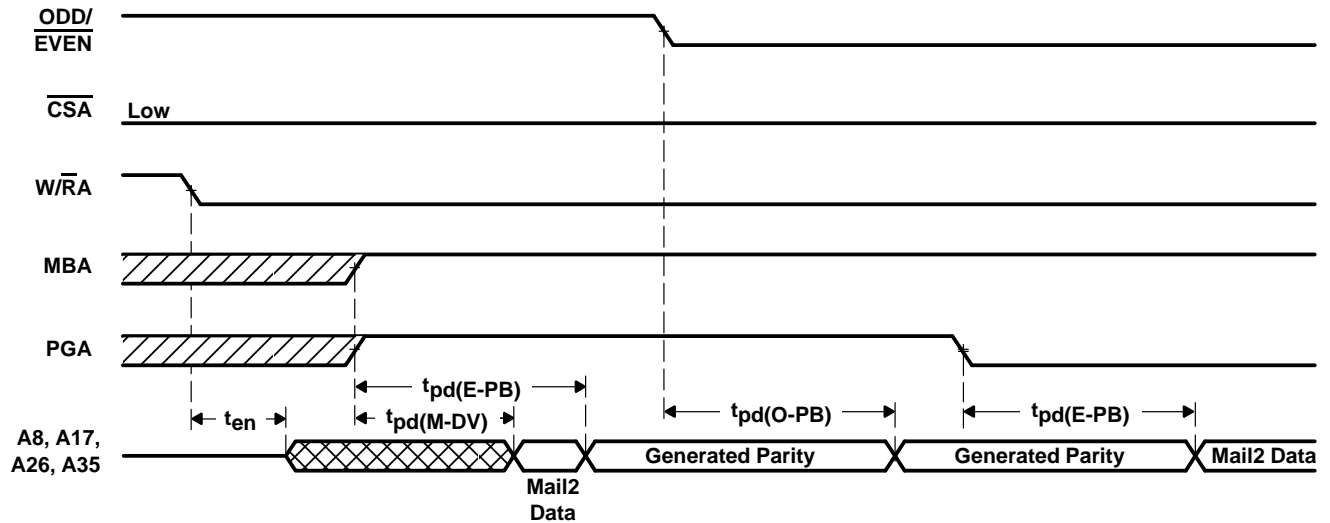 ODD/
EVEN
CSA
Low
W/RA
MBA
PGA
tpd(E-PB)
ten
tpd(M-DV)
tpd(O-PB)
tpd(E-PB)
A8, A17,
A26, A35
Generated Parity
Generated Parity
Mail2 Data
Mail2
Data